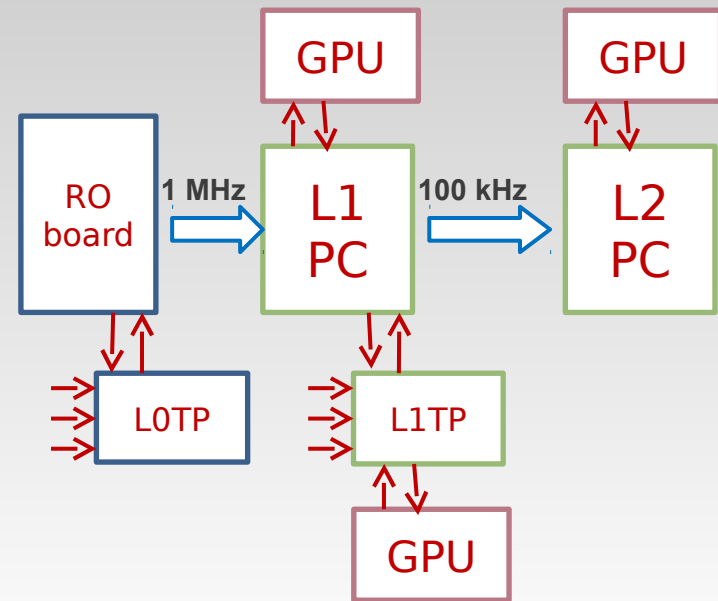 GPU
GPU
RO
board
1 MHz
L1
PC
100 kHz
L2
PC
L0TP
L1TP
GPU